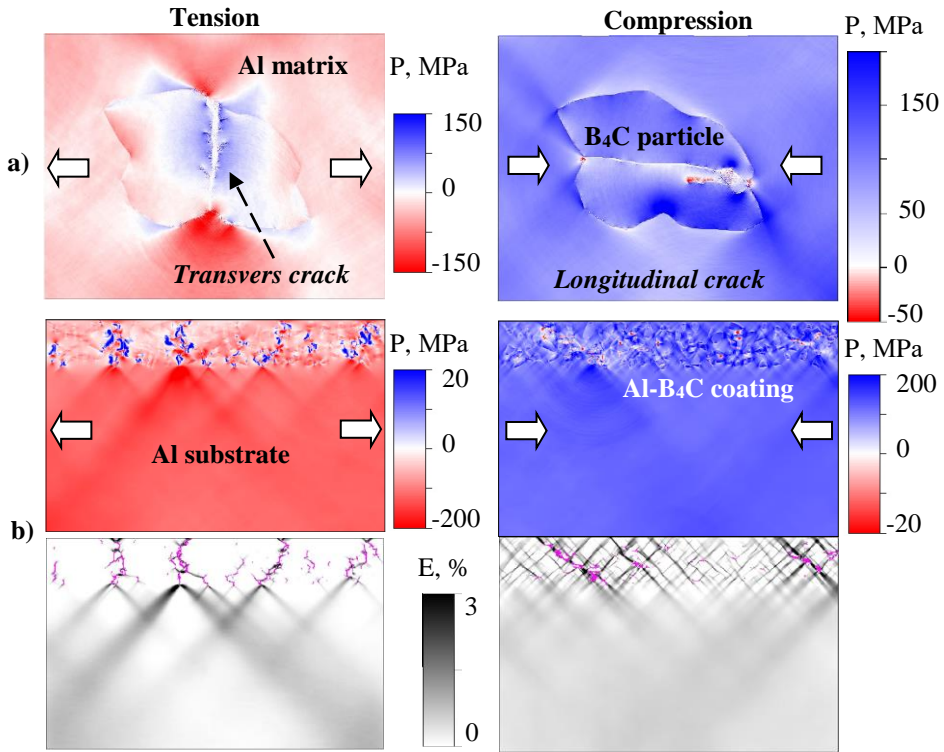 Tension
Compression
a)
Al matrix
Transvers crack
P, MPa
150
0
-150
B₄C particle
Longitudinal crack
P, MPa
150
100
50
0
-50
b)
Al substrate
P, MPa
20
0
-200
Al-B₄C coating
P, MPa
200
0
-20
E, %
3
0